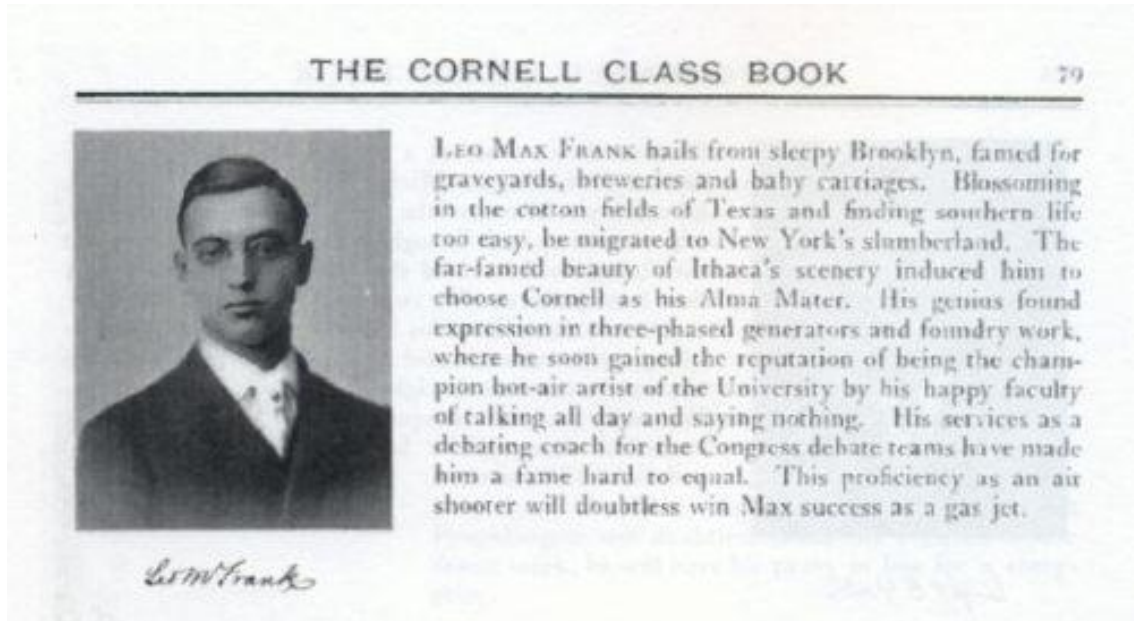 THE CORNELL CLASS BOOK 79
LEO MAX FRANK hails from sleepy Brooklyn, famed for
graveyards, breweries and baby carriages. Blossoming
in the cotton fields of Texas and finding southern life
too easy, he migrated to New York's slumberland. The
far-famed beauty of Ithaca's scenery induced him to
choose Cornell as his Alma Mater. His genius found
expression in three-phased generators and foundry work,
where he soon gained the reputation of being the cham-
pion hot-air artist of the University by his happy faculty
of talking all day and saying nothing. His services as a
debating coach for the Congress debate teams have made
him a fame hard to equal. This proficiency as an air
shooter will doubtless win Max success as a gas jet.
Leo M Frank